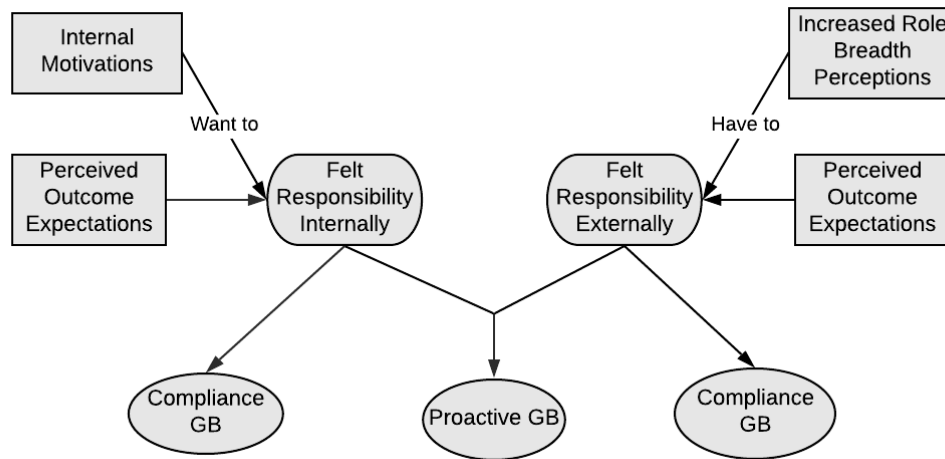 Internal
Motivations
Increased Role
Breadth
Perceptions
Want to
Have to
Perceived
Outcome
Expectations
Felt
Responsibility
Internally
Felt
Responsibility
Externally
Perceived
Outcome
Expectations
Compliance
GB
Proactive GB
Compliance
GB